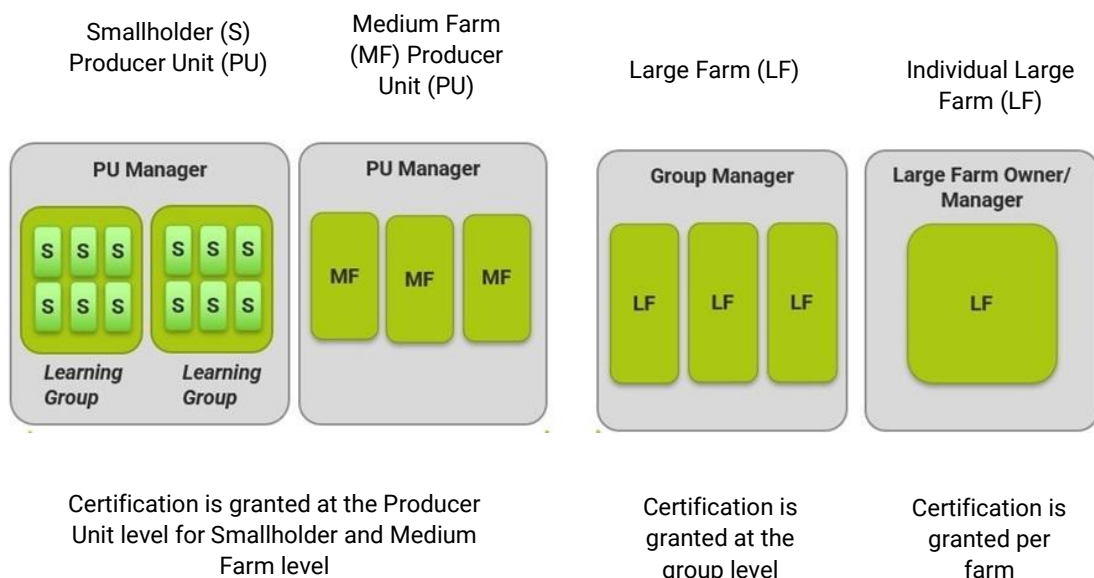 Smallholder (S)
Producer Unit (PU)
Medium Farm
(MF) Producer
Unit (PU)
Large Farm (LF)
Individual Large
Farm (LF)
PU Manager
S S S
S S S
Learning
Group
S S S
S S S
Learning
Group
PU Manager
MF MF MF
Group Manager
LF LF LF
Large Farm Owner/
Manager
LF
Certification is granted at the Producer
Unit level for Smallholder and Medium
Farm level
Certification is
granted at the
group level
Certification is
granted per
farm